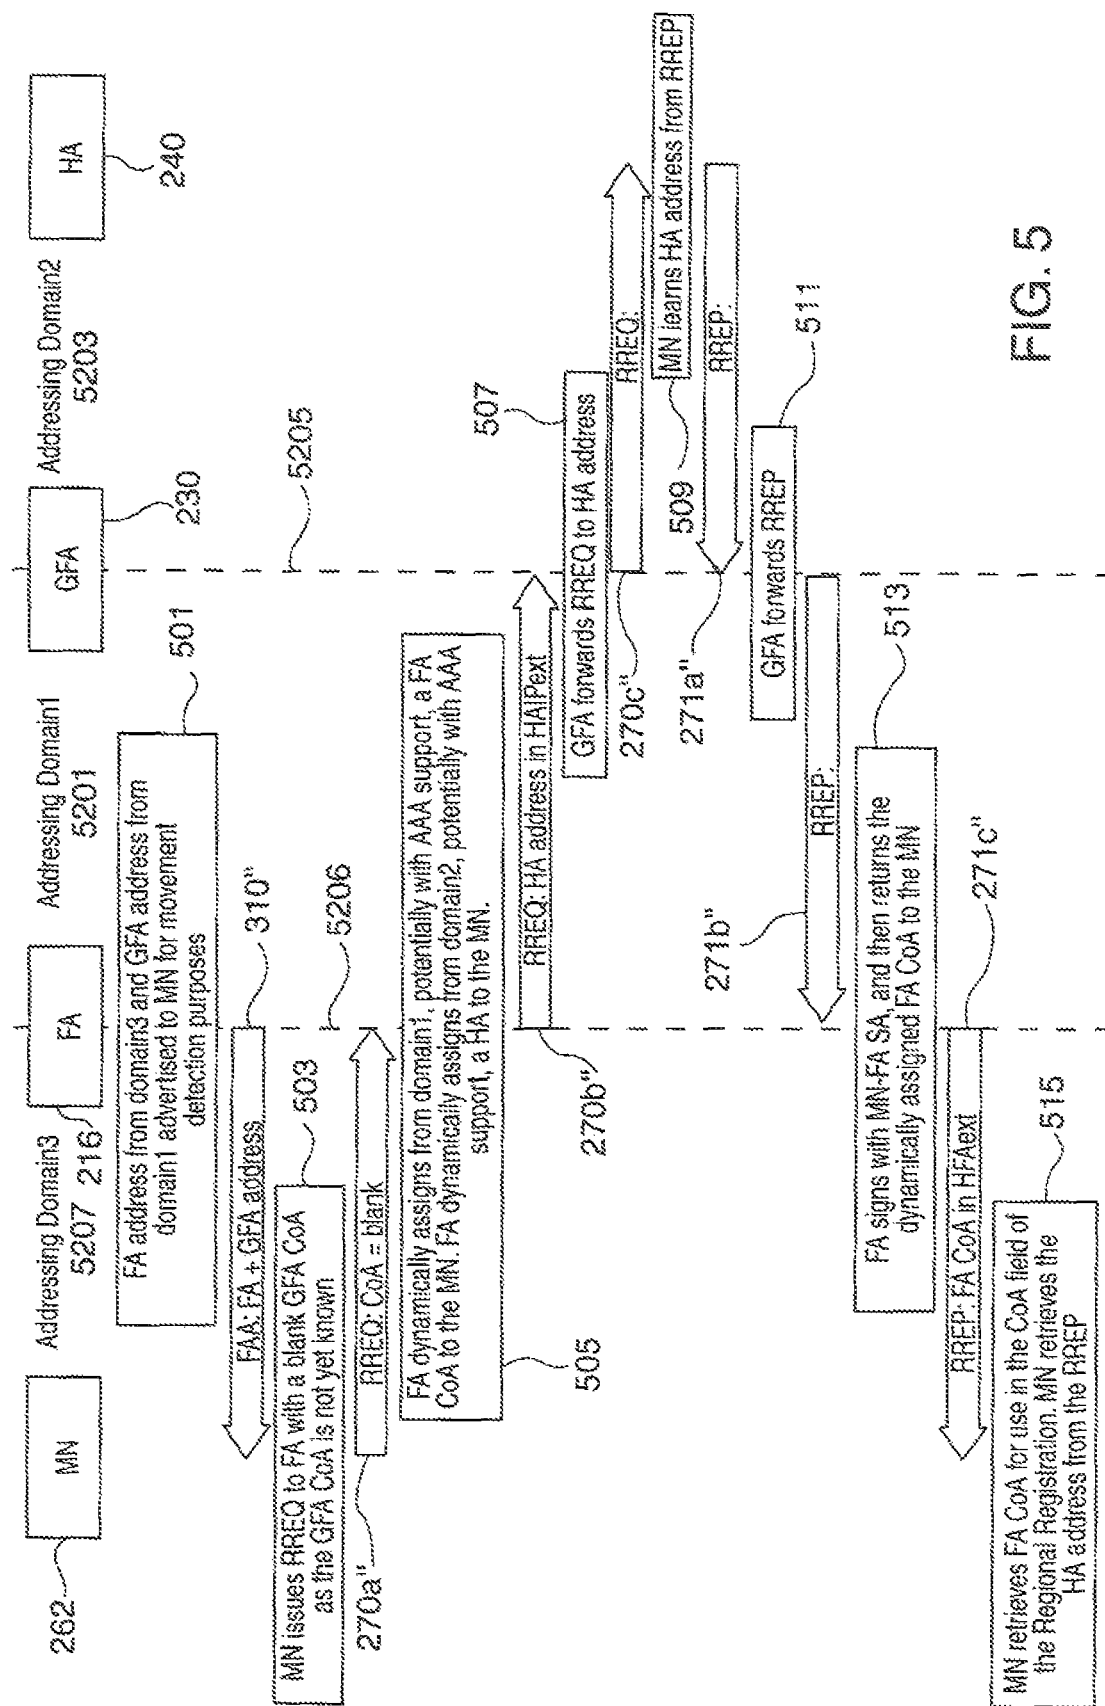 MN
262
Addressing Domain3
5207
FA
216
Addressing Domain1
5201
GFA
230
Addressing Domain2
5203
HA
240
FA address from domain3 and GFA address from
domain1 advertised to MN for movement
detection purposes
501
FAA: FA + GFA address
310"
5205
5206
MN issues RREQ to FA with a blank GFA CoA
as the GFA CoA is not yet known
503
RREQ: CoA = blank
270a"
FA dynamically assigns from domain1, potentially with AAA support, a FA
CoA to the MN. FA dynamically assigns from domain2, potentially with AAA
support, a HA to the MN.
505
RREQ: HA address in HAIPext
270b"
507
GFA forwards RREQ to HA address
RREQ:
270c"
MN learns HA address from RREP
509
RREP:
271a"
GFA forwards RREP
511
RREP:
271b"
FA signs with MN-FA SA, and then returns the
dynamically assigned FA CoA to the MN
513
RREP: FA CoA in HFAext
271c"
MN retrieves FA CoA for use in the CoA field of
the Regional Registration. MN retrieves the
HA address from the RREP
515
FIG. 5